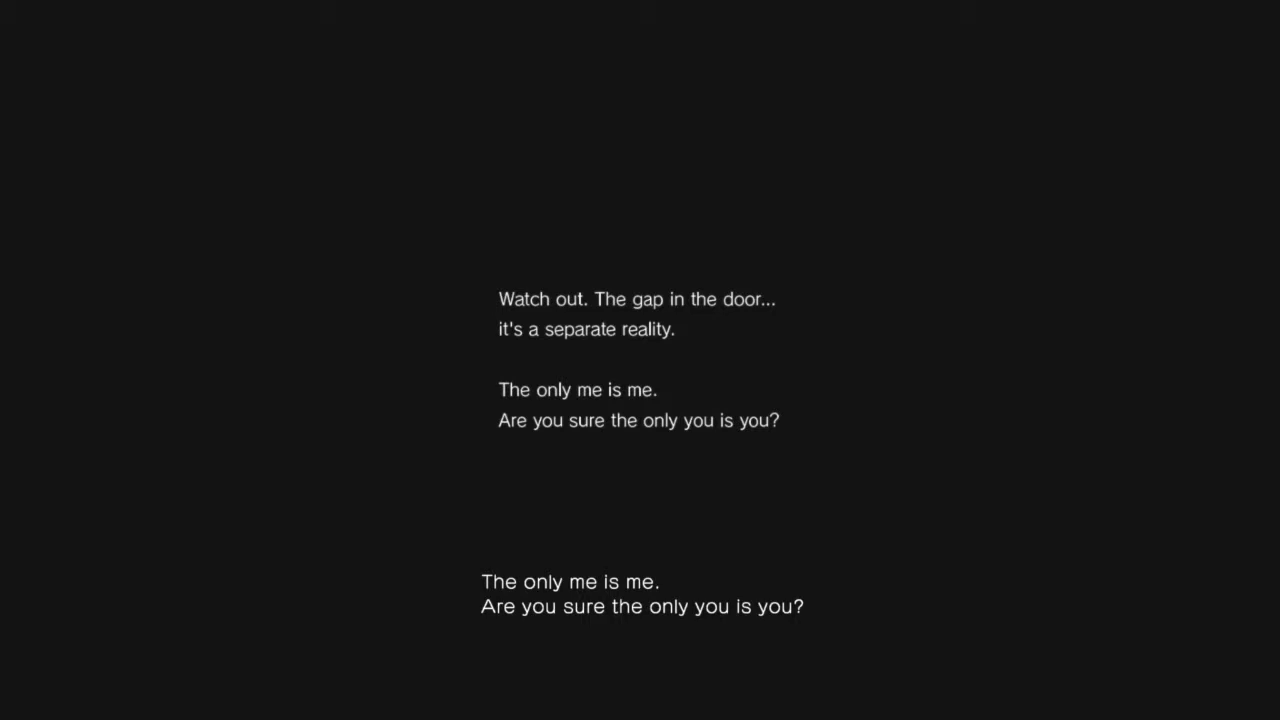 Watch out. The gap in the door...
it's a separate reality.
The only me is me.
Are you sure the only you is you?
The only me is me.
Are you sure the only you is you?